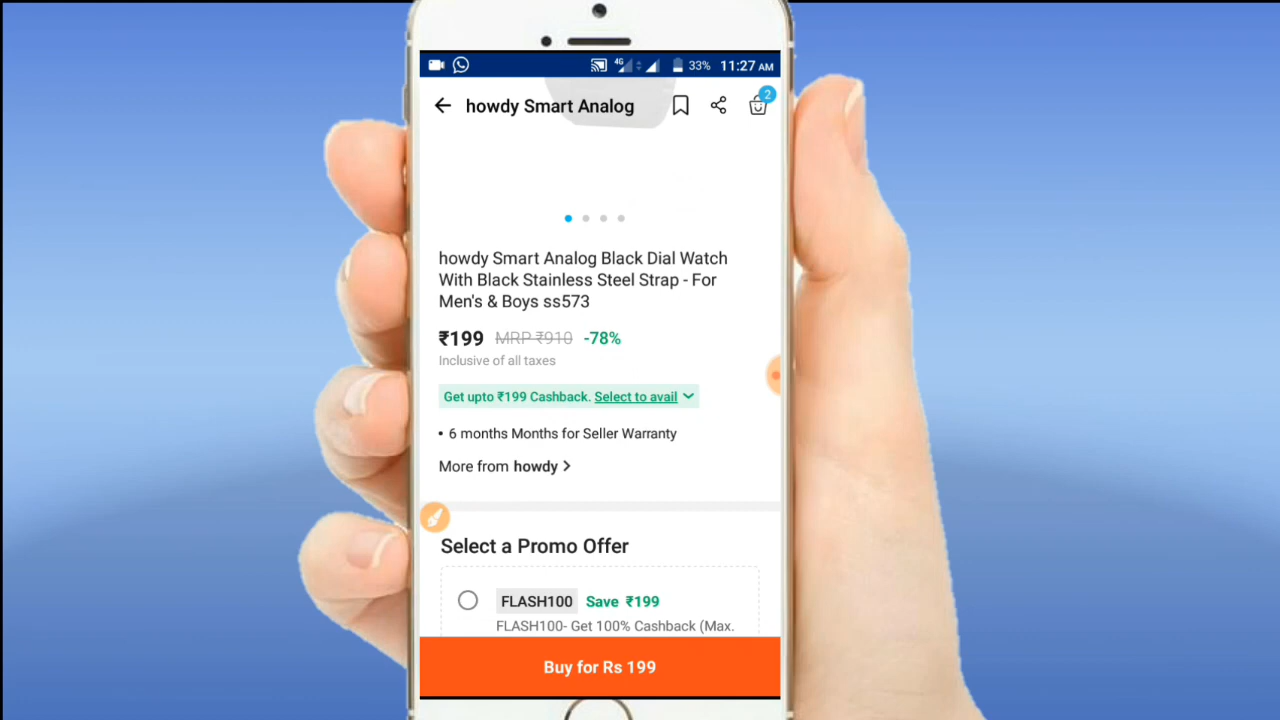 4G 33% 11:27 AM
howdy Smart Analog 2
howdy Smart Analog Black Dial Watch
With Black Stainless Steel Strap - For
Men's & Boys ss573
₹199 MRP ₹910 -78%
Inclusive of all taxes
Get upto ₹199 Cashback. Select to avail
• 6 months Months for Seller Warranty
More from howdy >
Select a Promo Offer
FLASH100 Save ₹199
FLASH100- Get 100% Cashback (Max.
Buy for Rs 199